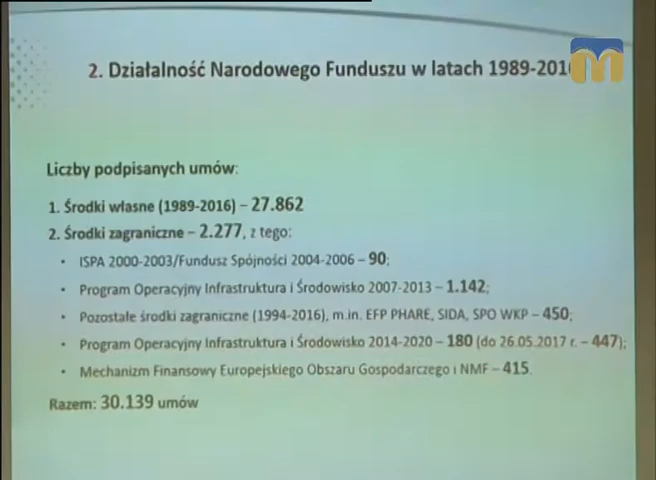 2. Działalność Narodowego Funduszu w latach 1989-201
m
Liczby podpisanych umów:
1. Środki własne (1989-2016) – 27.862
2. Środki zagraniczne – 2.277, z tego:
• ISPA 2000-2003/Fundusz Spójności 2004-2006 – 90;
• Program Operacyjny Infrastruktura i Środowisko 2007-2013 – 1.142;
• Pozostałe środki zagraniczne (1994-2016), m.in. EFP PHARE, SIDA, SPO WKP – 450;
• Program Operacyjny Infrastruktura i Środowisko 2014-2020 – 180 (do 26.05.2017 r. – 447);
• Mechanizm Finansowy Europejskiego Obszaru Gospodarczego i NMF – 415.
Razem: 30.139 umów